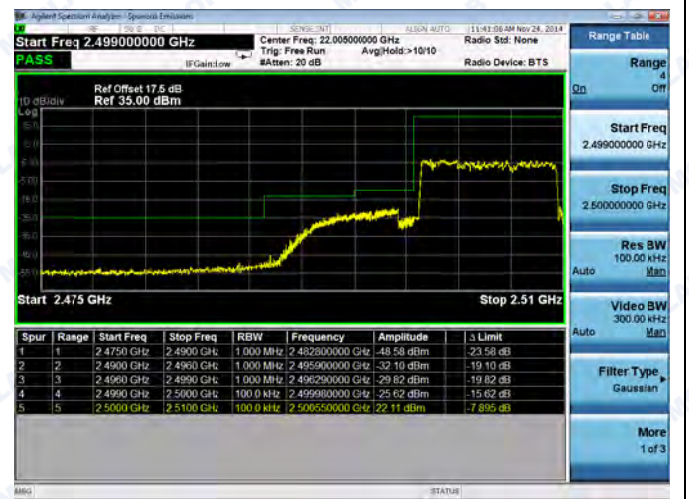 Agilent Spectrum Analyzer - Spurious Emissions
SENSE:INT ALIGN AUTO 11:41:06 AM Nov 24, 2014
Start Freq 2.499000000 GHz
Center Freq: 22.005000000 GHz
Radio Std: None
Trig: Free Run Avg|Hold:>10/10
PASS
IFGain:Low
#Atten: 20 dB
Radio Device: BTS
Ref Offset 17.5 dB
10 dB/div Ref 35.00 dBm
Log
Start 2.475 GHz
Stop 2.51 GHz
Spur Range Start Freq Stop Freq RBW Frequency Amplitude Δ Limit
1 1 2.4750 GHz 2.4900 GHz 1.000 MHz 2.482800000 GHz -48.58 dBm -23.58 dB
2 2 2.4900 GHz 2.4960 GHz 1.000 MHz 2.495900000 GHz -32.10 dBm -19.10 dB
3 3 2.4960 GHz 2.4990 GHz 1.000 MHz 2.496290000 GHz -29.82 dBm -19.82 dB
4 4 2.4990 GHz 2.5000 GHz 100.0 kHz 2.499980000 GHz -25.62 dBm -15.62 dB
5 5 2.5000 GHz 2.5100 GHz 100.0 kHz 2.500550000 GHz 22.11 dBm -7.895 dB
MSG
STATUS
Range Table
Range
4
On Off
Start Freq
2.499000000 GHz
Stop Freq
2.500000000 GHz
Res BW
100.00 kHz
Auto Man
Video BW
300.00 kHz
Auto Man
Filter Type
Gaussian
More
1 of 3